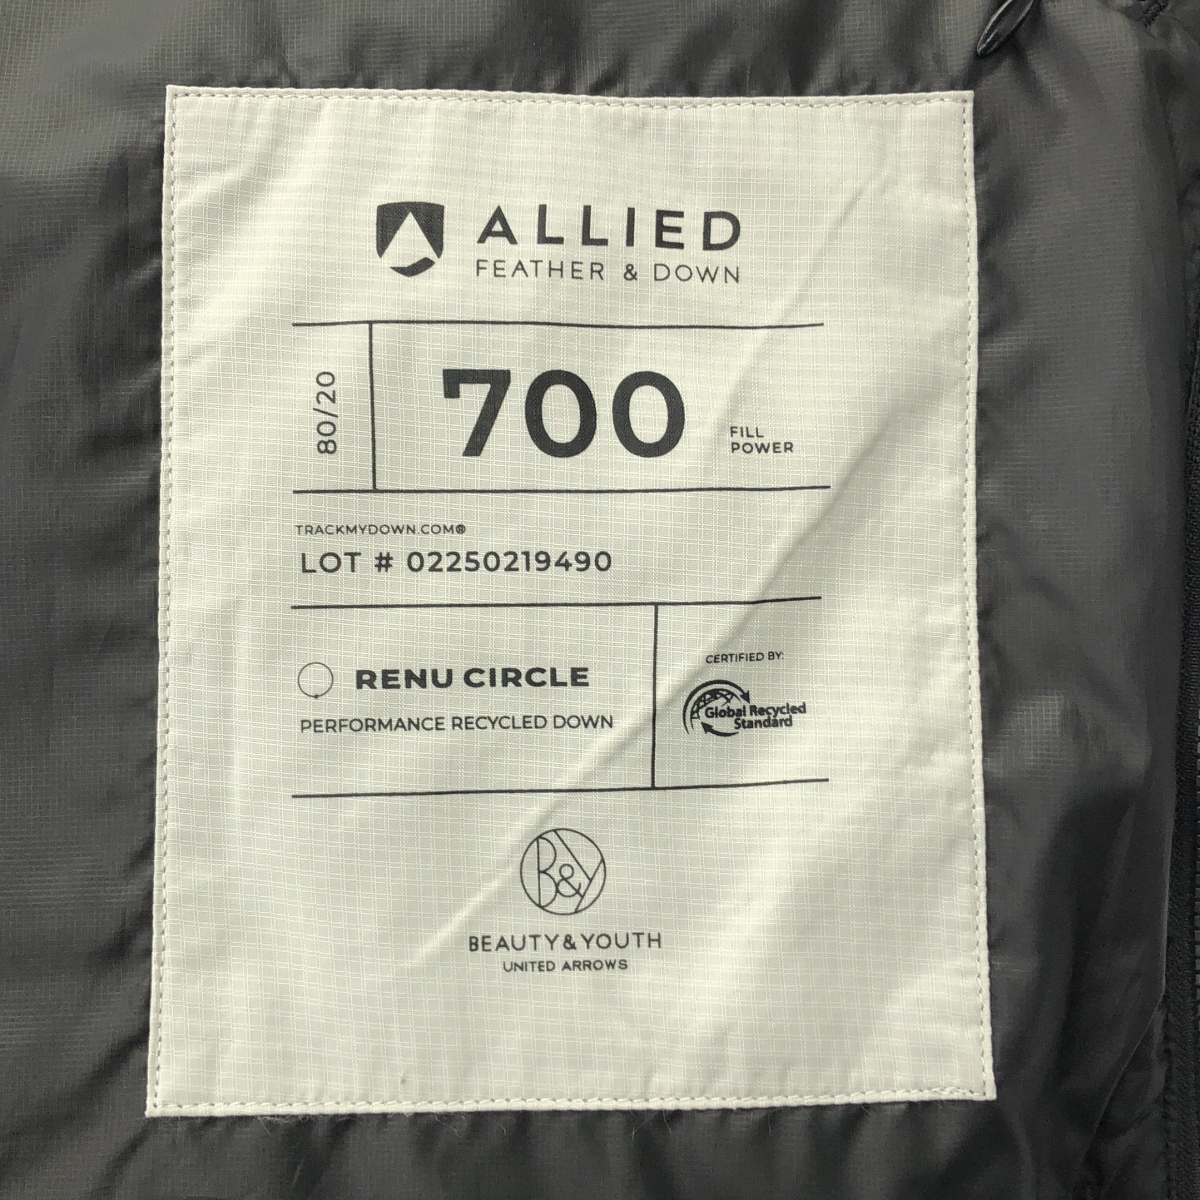 ALLIED
FEATHER & DOWN
80/20
700
FILL
POWER
TRACKMYDOWN.COM®
LOT # 02250219490
RENU CIRCLE
PERFORMANCE RECYCLED DOWN
CERTIFIED BY:
Global Recycled
Standard
B&Y
BEAUTY&YOUTH
UNITED ARROWS